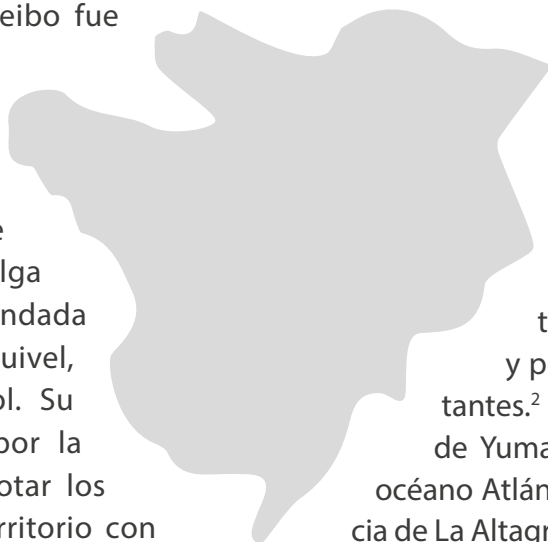 eibo fue
e
lga
ndada
uivel,
ol. Su
por la
otar los
rritorio con
t
y p
tantes.²
de Yuma
océano Atlán
cia de La Altagr